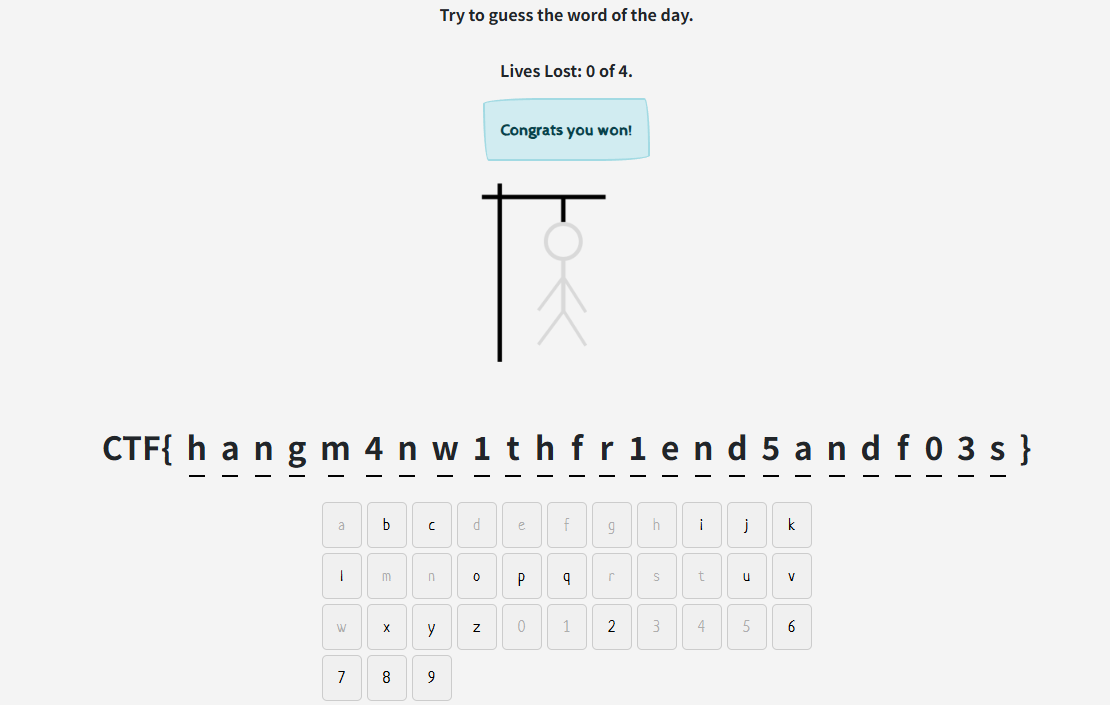 Try to guess the word of the day.
Lives Lost: 0 of 4.
Congrats you won!
CTF{ h a n g m 4 n w 1 t h f r 1 e n d 5 a n d f 0 3 s }
a b c d e f g h i j k
l m n o p q r s t u v
w x y z 0 1 2 3 4 5 6
7 8 9